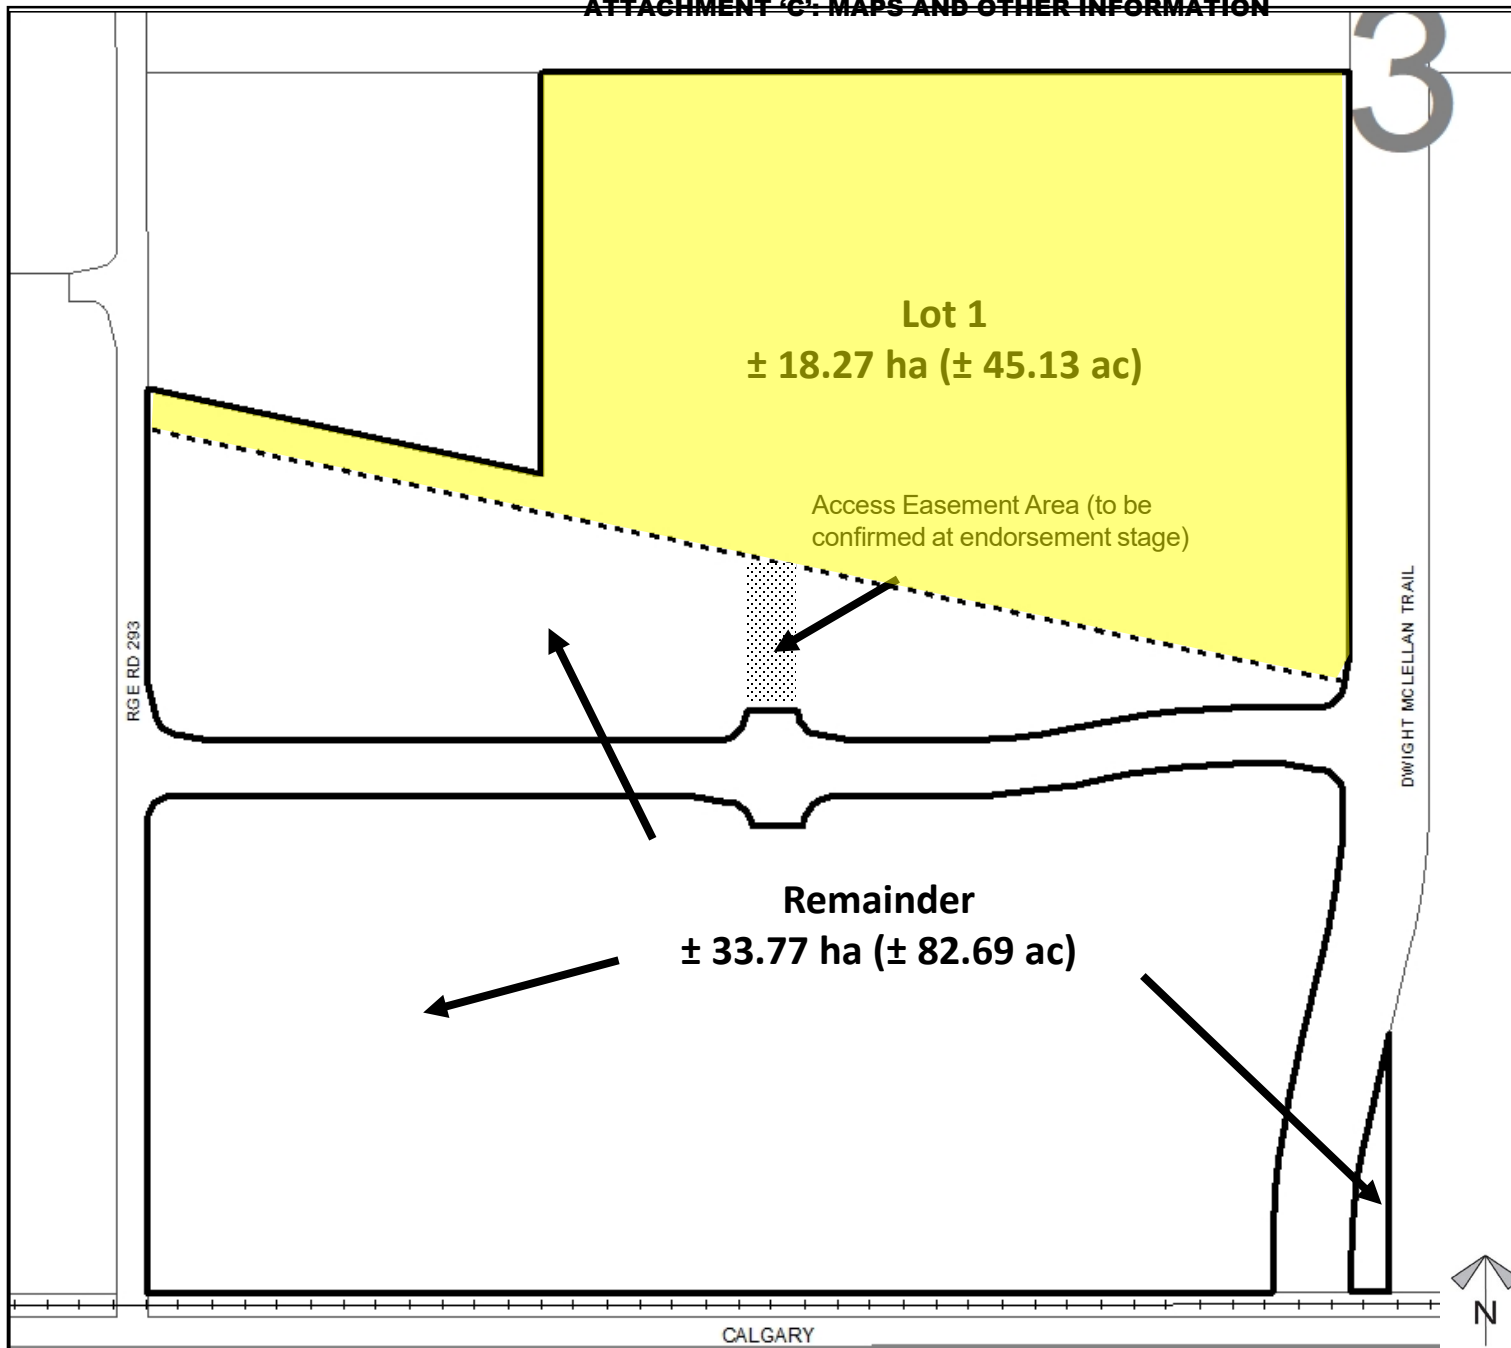 ATTACHMENT ‘C’: MAPS AND OTHER INFORMATION
3
Lot 1
± 18.27 ha (± 45.13 ac)
Access Easement Area (to be
confirmed at endorsement stage)
RGE RD 293
DWIGHT MCLELLAN TRAIL
Remainder
± 33.77 ha (± 82.69 ac)
N
CALGARY